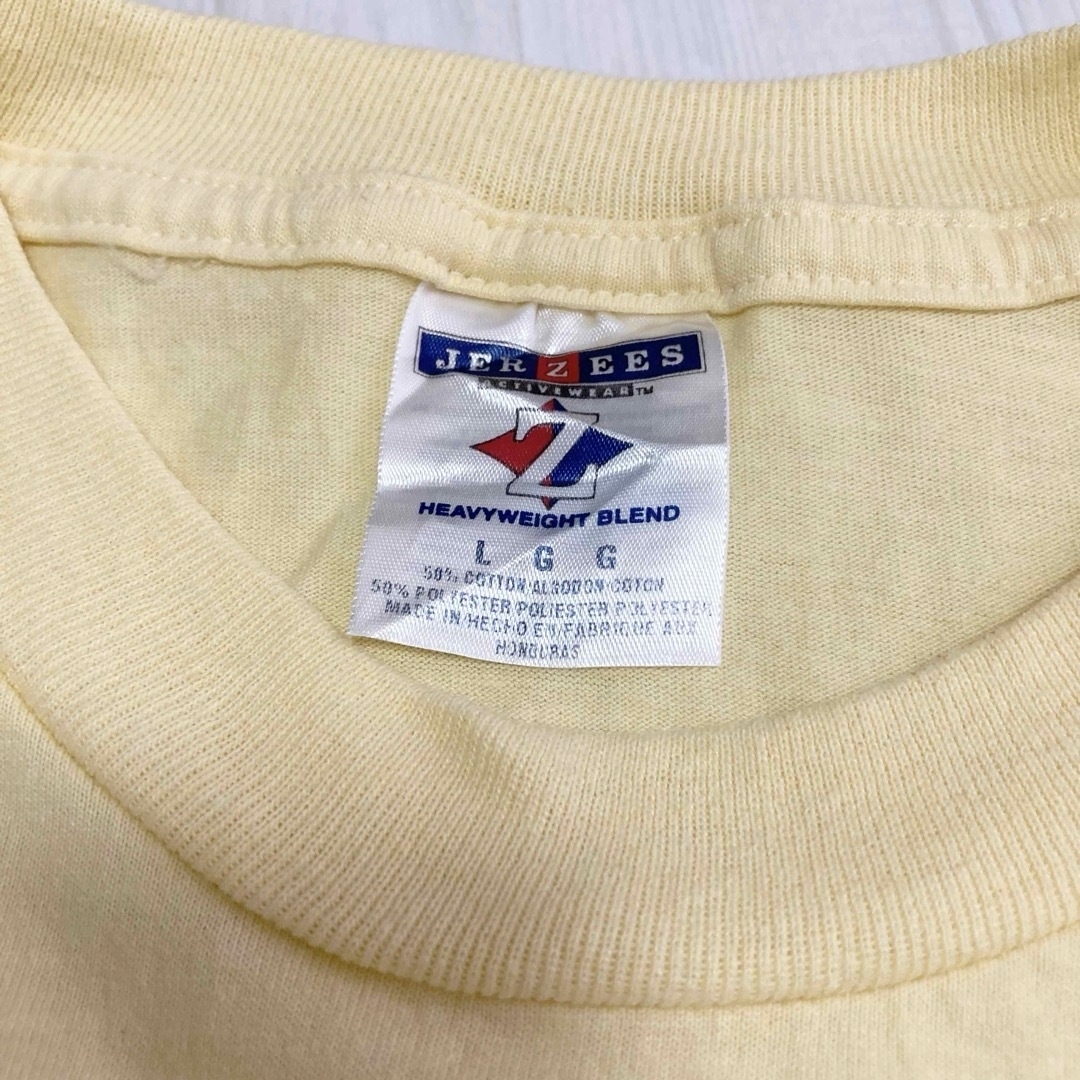 JERZEES
ACTIVEWEAR™
Z
HEAVYWEIGHT BLEND
L G G
50% COTTON/ALGODON/COTON
50% POLYESTER/POLIESTER/POLYESTER
MADE IN/HECHO EN/FABRIQUE AUX
HONDURAS